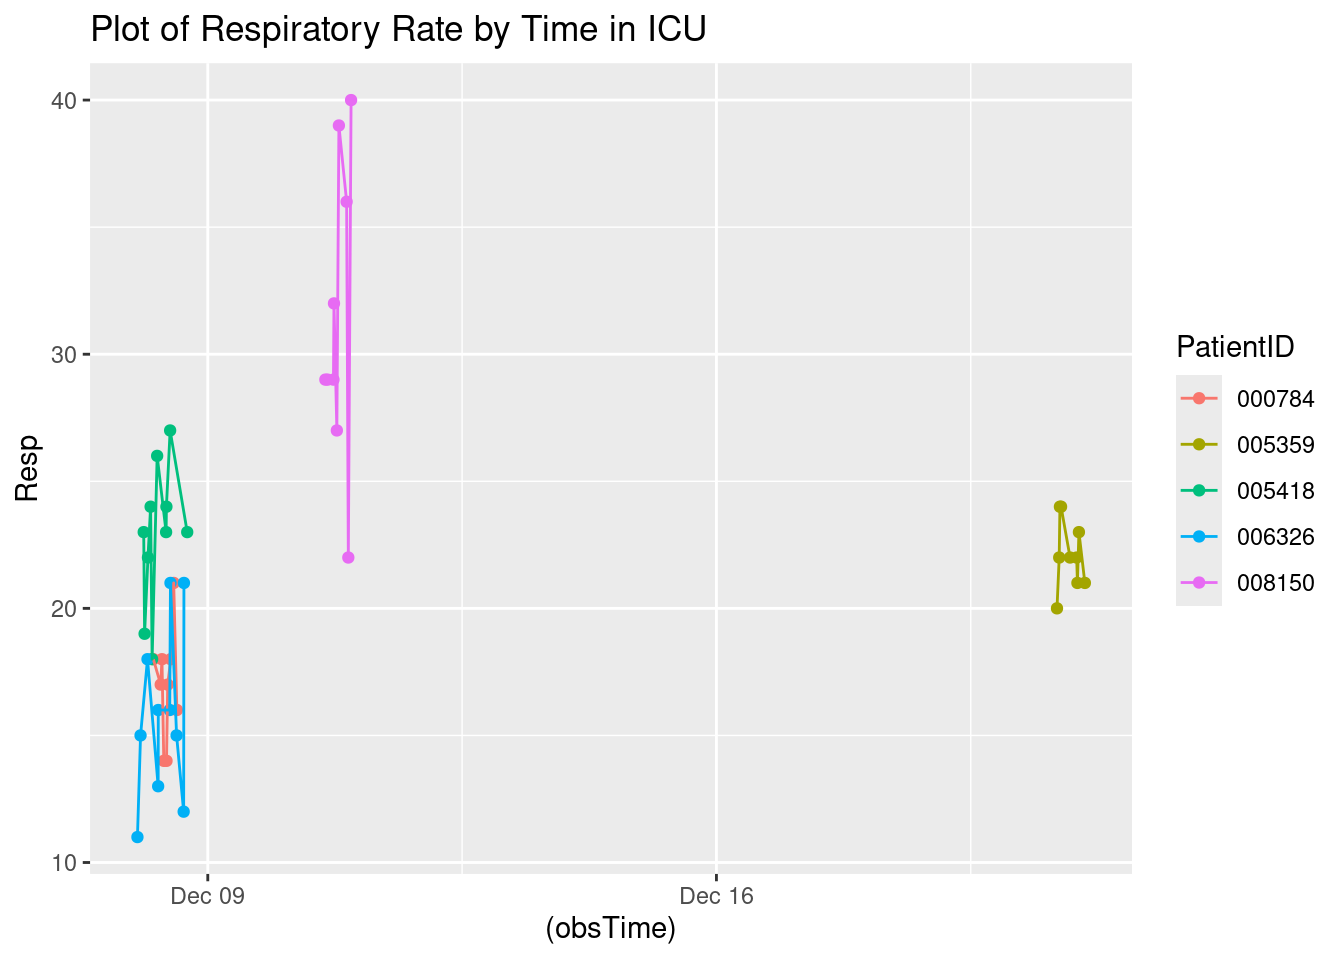 Plot of Respiratory Rate by Time in ICU
40
30
20
10
Resp
Dec 09
Dec 16
(obsTime)
PatientID
000784
005359
005418
006326
008150